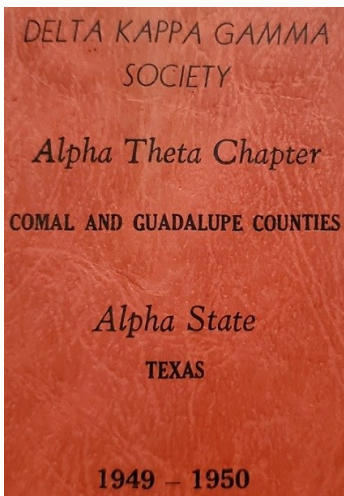 DELTA KAPPA GAMMA
SOCIETY
Alpha Theta Chapter
COMAL AND GUADALUPE COUNTIES
Alpha State
TEXAS
1949 – 1950